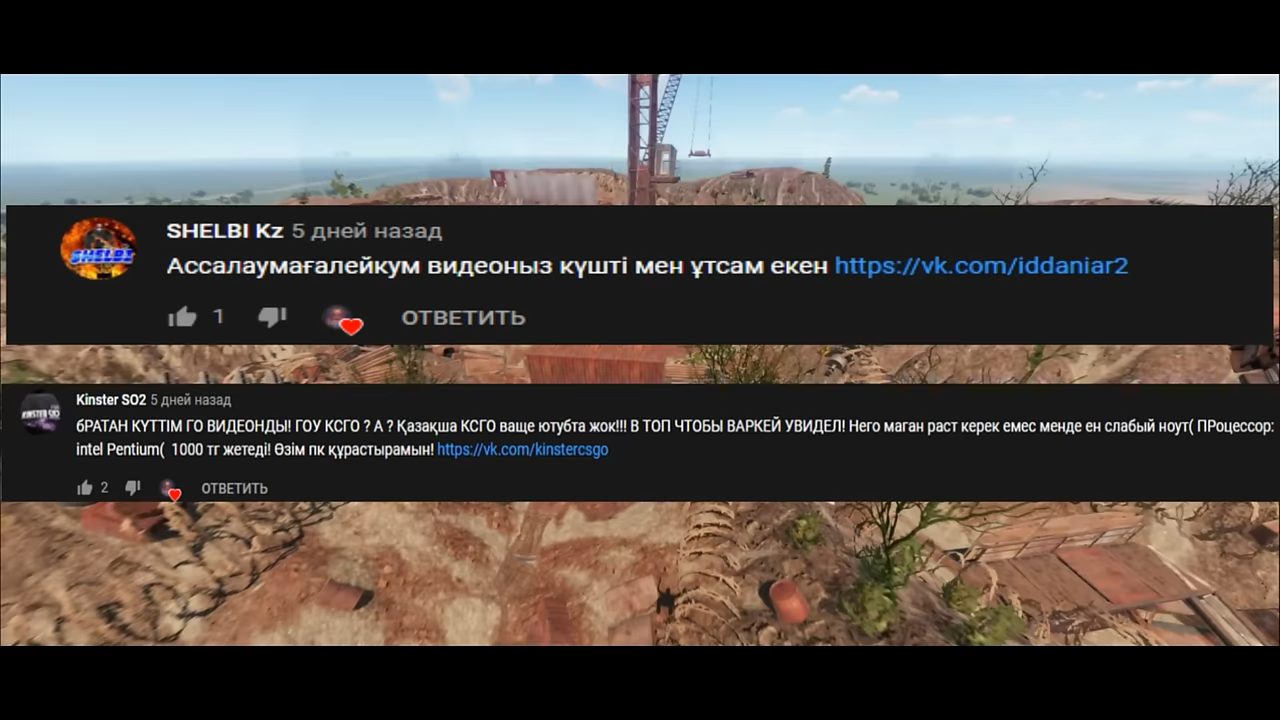 SHELBI Kz 5 дней назад
Ассалаумағалейкум видеоныз күшті мен ұтсам екен https://vk.com/iddaniar2
1 ОТВЕТИТЬ
SHELBI
Kinster SO2 5 дней назад
бРАТАН КҮТТІМ ГО ВИДЕОНДЫ! ГОУ КСГО ? А ? Қазақша КСГО ваще ютубта жок!!! В ТОП ЧТОБЫ ВАРКЕЙ УВИДЕЛ! Него маган раст керек емес менде ен слабый ноут( ПРоцессор:
intel Pentium( 1000 тг жетеді! Өзім пк құрастырамын! https://vk.com/kinstercsgo
2 ОТВЕТИТЬ
KINSTER SO2